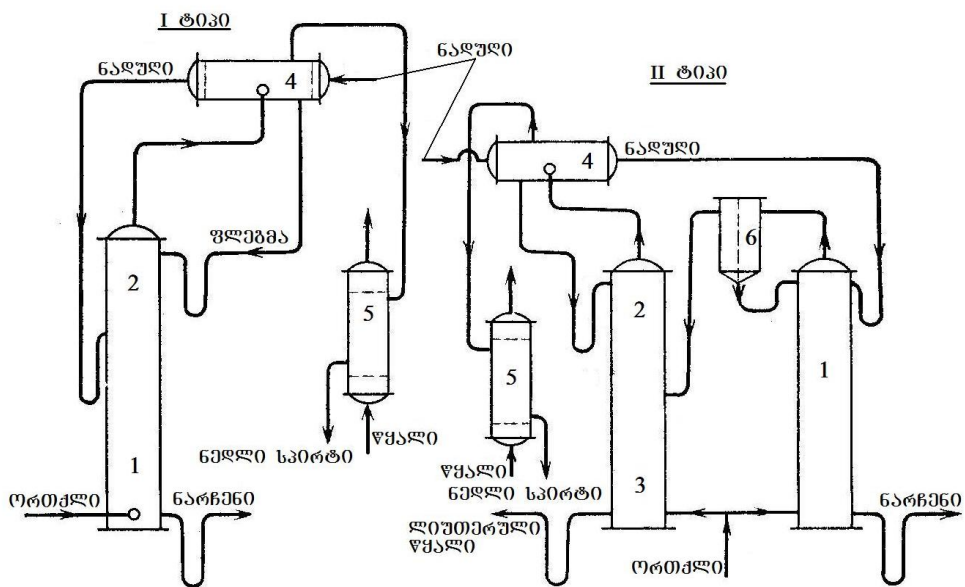 I ტიპი
ნადუღი
4
ნადუღი
2
ფლეგმა
5
1
ორთქლი
ნარჩენი
წყალი
ნედლი სპირტი
II ტიპი
4
ნადუღი
6
2
1
5
3
წყალი
ნედლი სპირტი
ლიუთერული
წყალი
ორთქლი
ნარჩენი